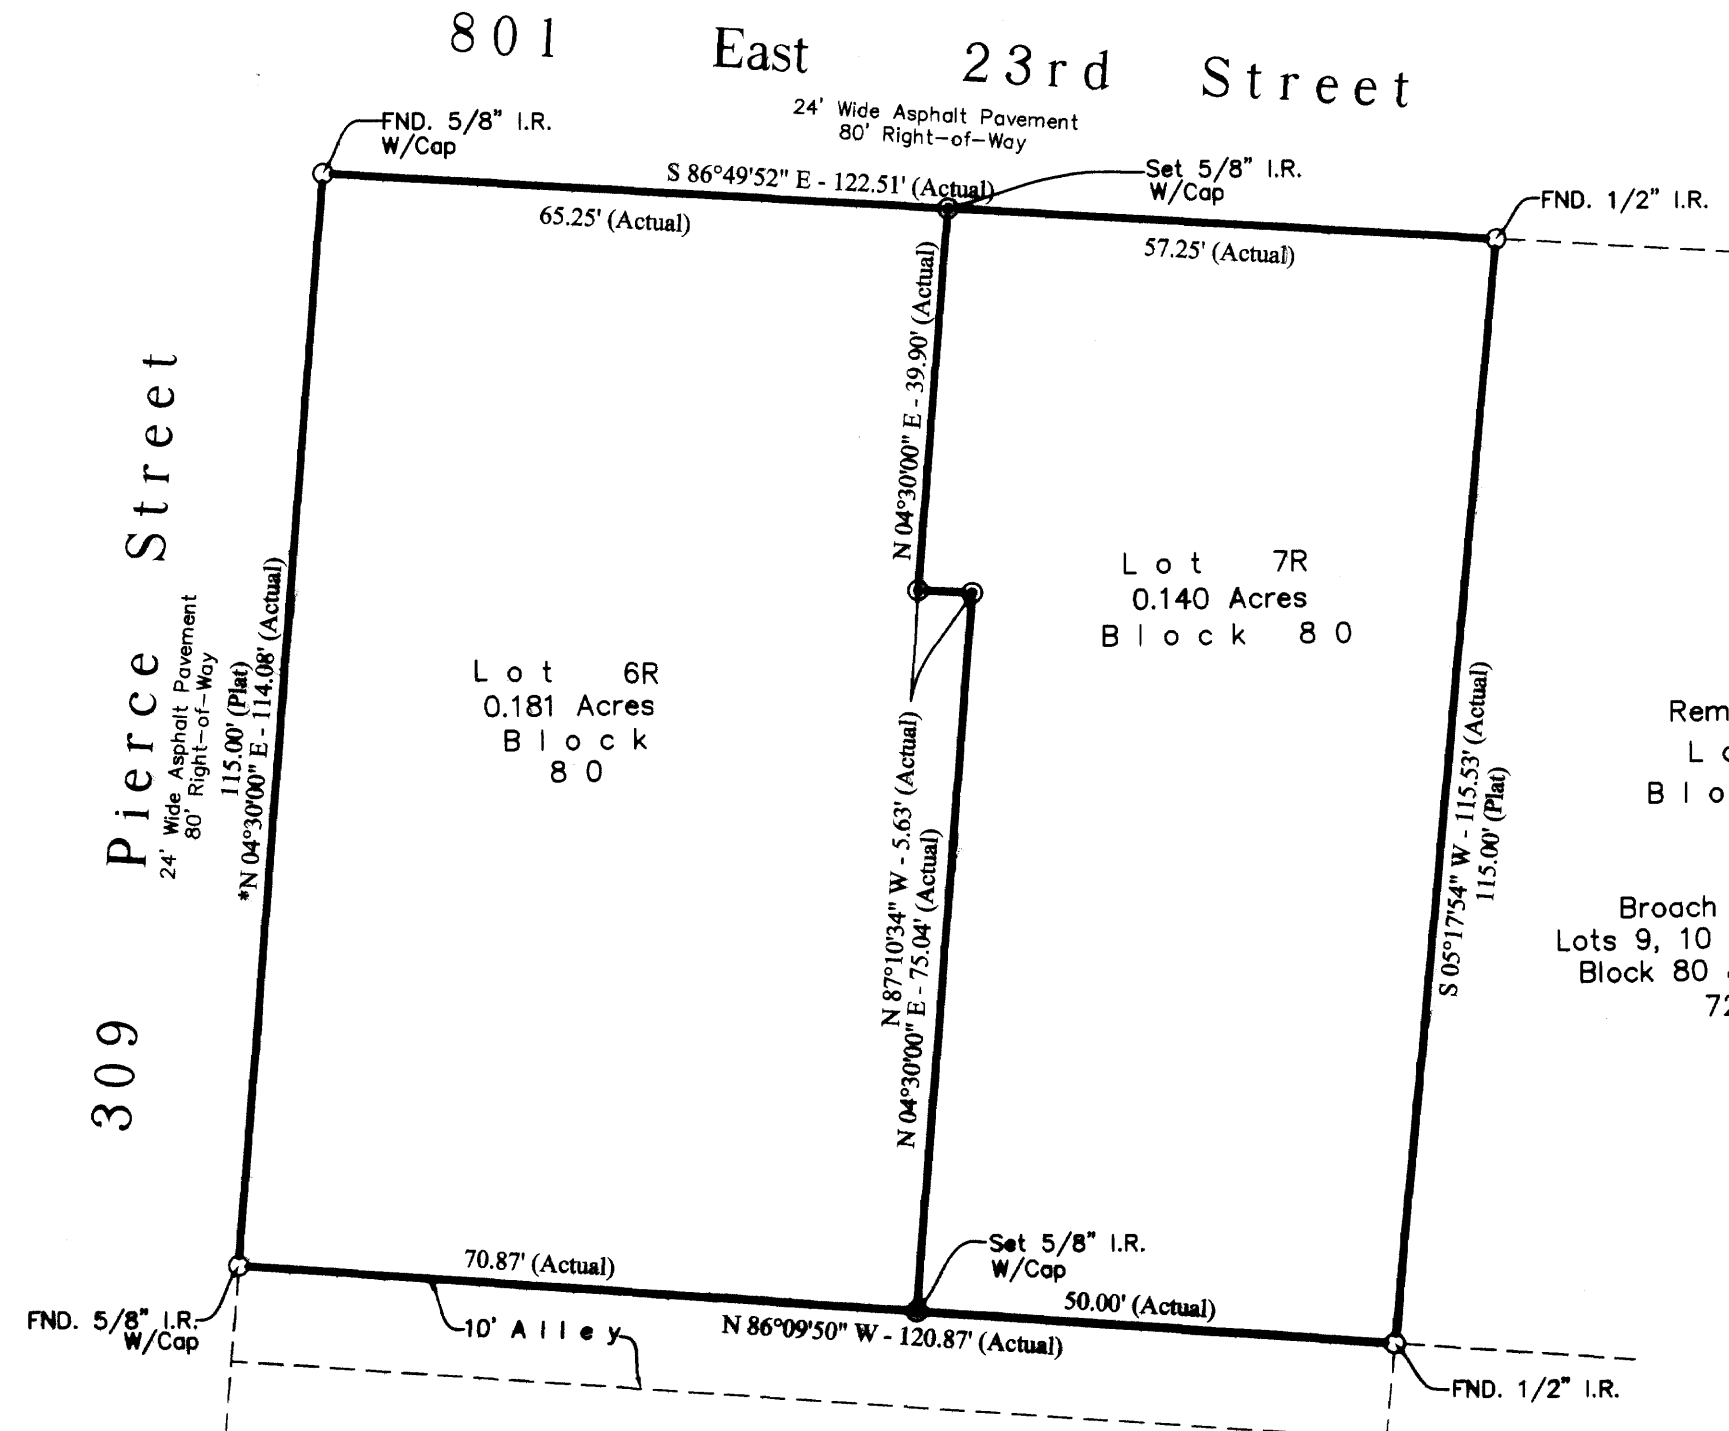 801 East 23rd Street
24' Wide Asphalt Pavement
80' Right-of-Way
FND. 5/8" I.R.
W/Cap
S 86°49'52" E - 122.51' (Actual)
Set 5/8" I.R.
W/Cap
FND. 1/2" I.R.
65.25' (Actual)
57.25' (Actual)
N 04°30'00" E - 39.90' (Actual)
309 Pierce Street
24' Wide Asphalt Pavement
80' Right-of-Way
115.00' (Plat)
*N 04°30'00" E - 114.08' (Actual)
Lot 6R
0.181 Acres
Block
80
Lot 7R
0.140 Acres
Block 80
N 87°10'34" W - 5.63' (Actual)
N 04°30'00" E - 75.04' (Actual)
S 05°17'54" W - 115.53' (Actual)
115.00' (Plat)
Rem
Lo
Blo
Broach
Lots 9, 10
Block 80
72
70.87' (Actual)
Set 5/8" I.R.
W/Cap
50.00' (Actual)
FND. 5/8" I.R.
W/Cap
10' Alley
N 86°09'50" W - 120.87' (Actual)
FND. 1/2" I.R.